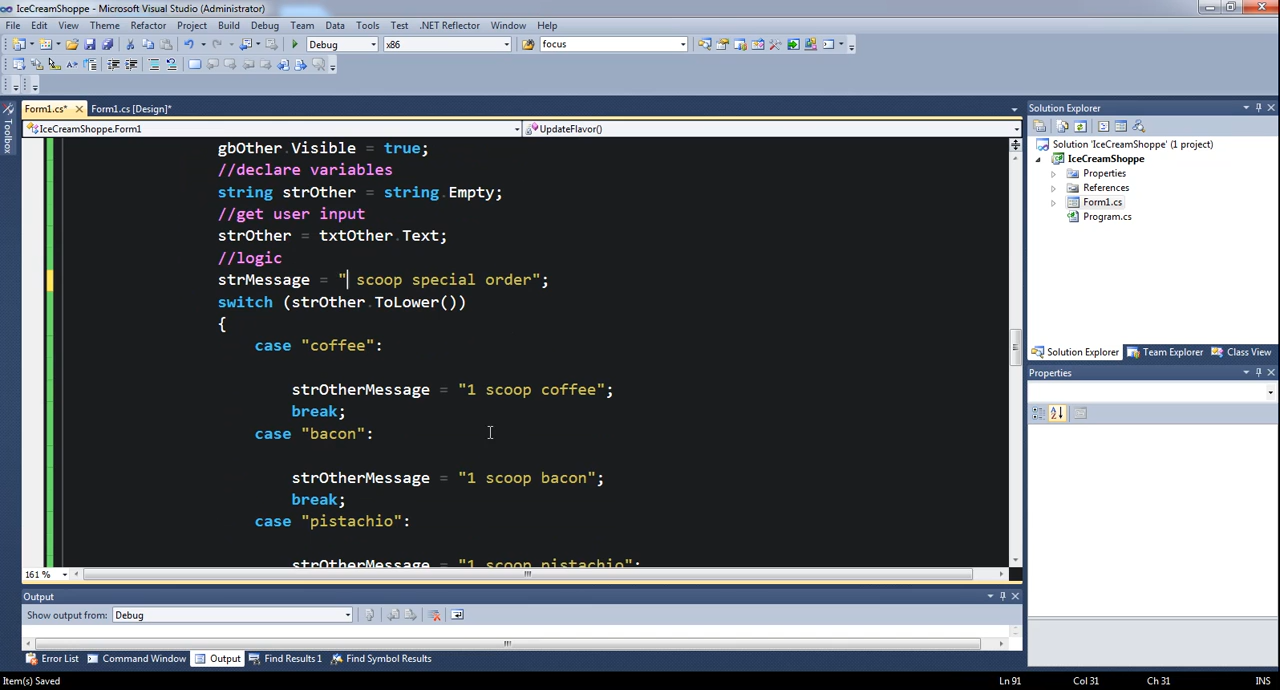 IceCreamShoppe - Microsoft Visual Studio (Administrator)
File Edit View Theme Refactor Project Build Debug Team Data Tools Test .NET Reflector Window Help
Debug x86 focus
Form1.cs* Form1.cs [Design]*
IceCreamShoppe.Form1 UpdateFlavor()
gbOther.Visible = true;
//declare variables
string strOther = string.Empty;
//get user input
strOther = txtOther.Text;
//logic
strMessage = " scoop special order";
switch (strOther.ToLower())
{
case "coffee":
strOtherMessage = "1 scoop coffee";
break;
case "bacon":
strOtherMessage = "1 scoop bacon";
break;
case "pistachio":
strOtherMessage = "1 scoop pistachio";
161 %
Toolbox
Solution Explorer
Solution 'IceCreamShoppe' (1 project)
IceCreamShoppe
Properties
References
Form1.cs
Program.cs
Solution Explorer Team Explorer Class View
Properties
Output
Show output from: Debug
Error List Command Window Output Find Results 1 Find Symbol Results
Item(s) Saved Ln 91 Col 31 Ch 31 INS